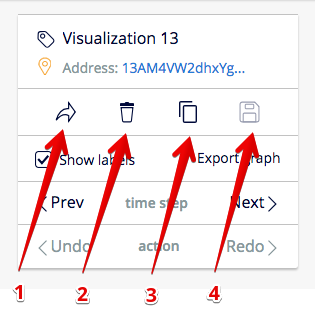 Visualization 13
Address: 13AM4VW2dhxYg...
Show labels Export graph
Prev time step Next
Undo action Redo
1 2 3 4